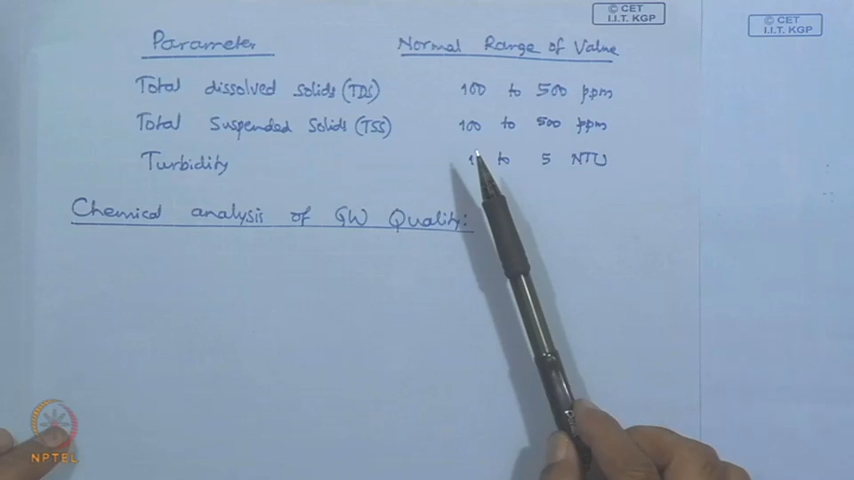 © CET
I.I.T. KGP
© CET
I.I.T. KGP
Parameter Normal Range of Value
Total dissolved solids (TDS) 100 to 500 ppm
Total Suspended Solids (TSS) 100 to 500 ppm
Turbidity 1 to 5 NTU
Chemical analysis of GW Quality:
NPTEL